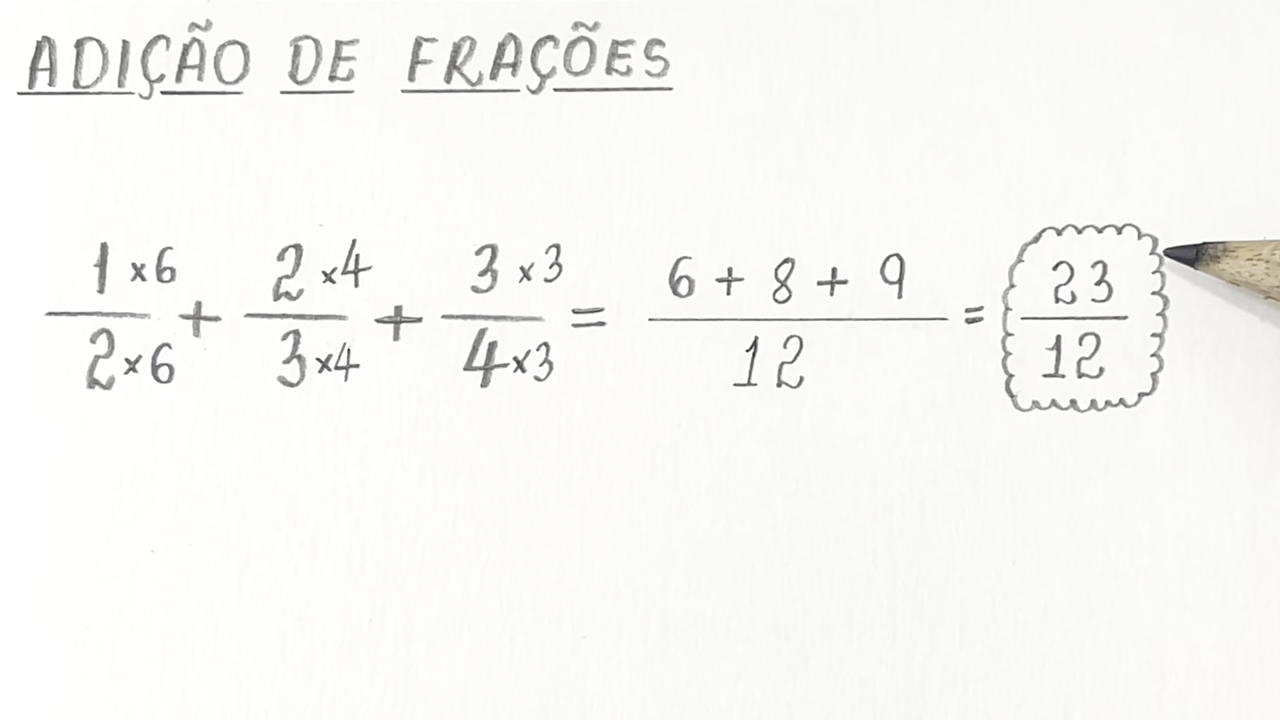 ADIÇÃO DE FRAÇÕES
1 ×6 2 ×4 3 ×3 6 + 8 + 9 23
— + — + — = — = —
2 ×6 3 ×4 4 ×3 12 12